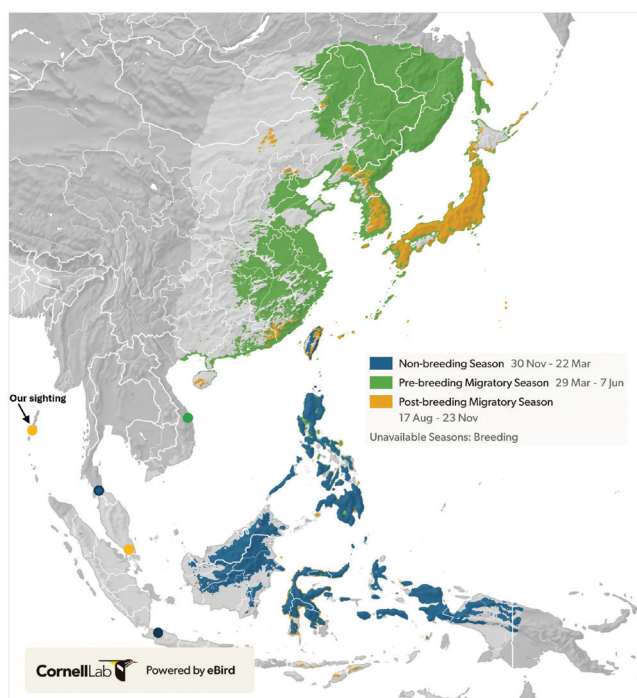 Our sighting
Non-breeding Season 30 Nov - 22 Mar
Pre-breeding Migratory Season 29 Mar - 7 Jun
Post-breeding Migratory Season
17 Aug - 23 Nov
Unavailable Seasons: Breeding
CornellLab Powered by eBird